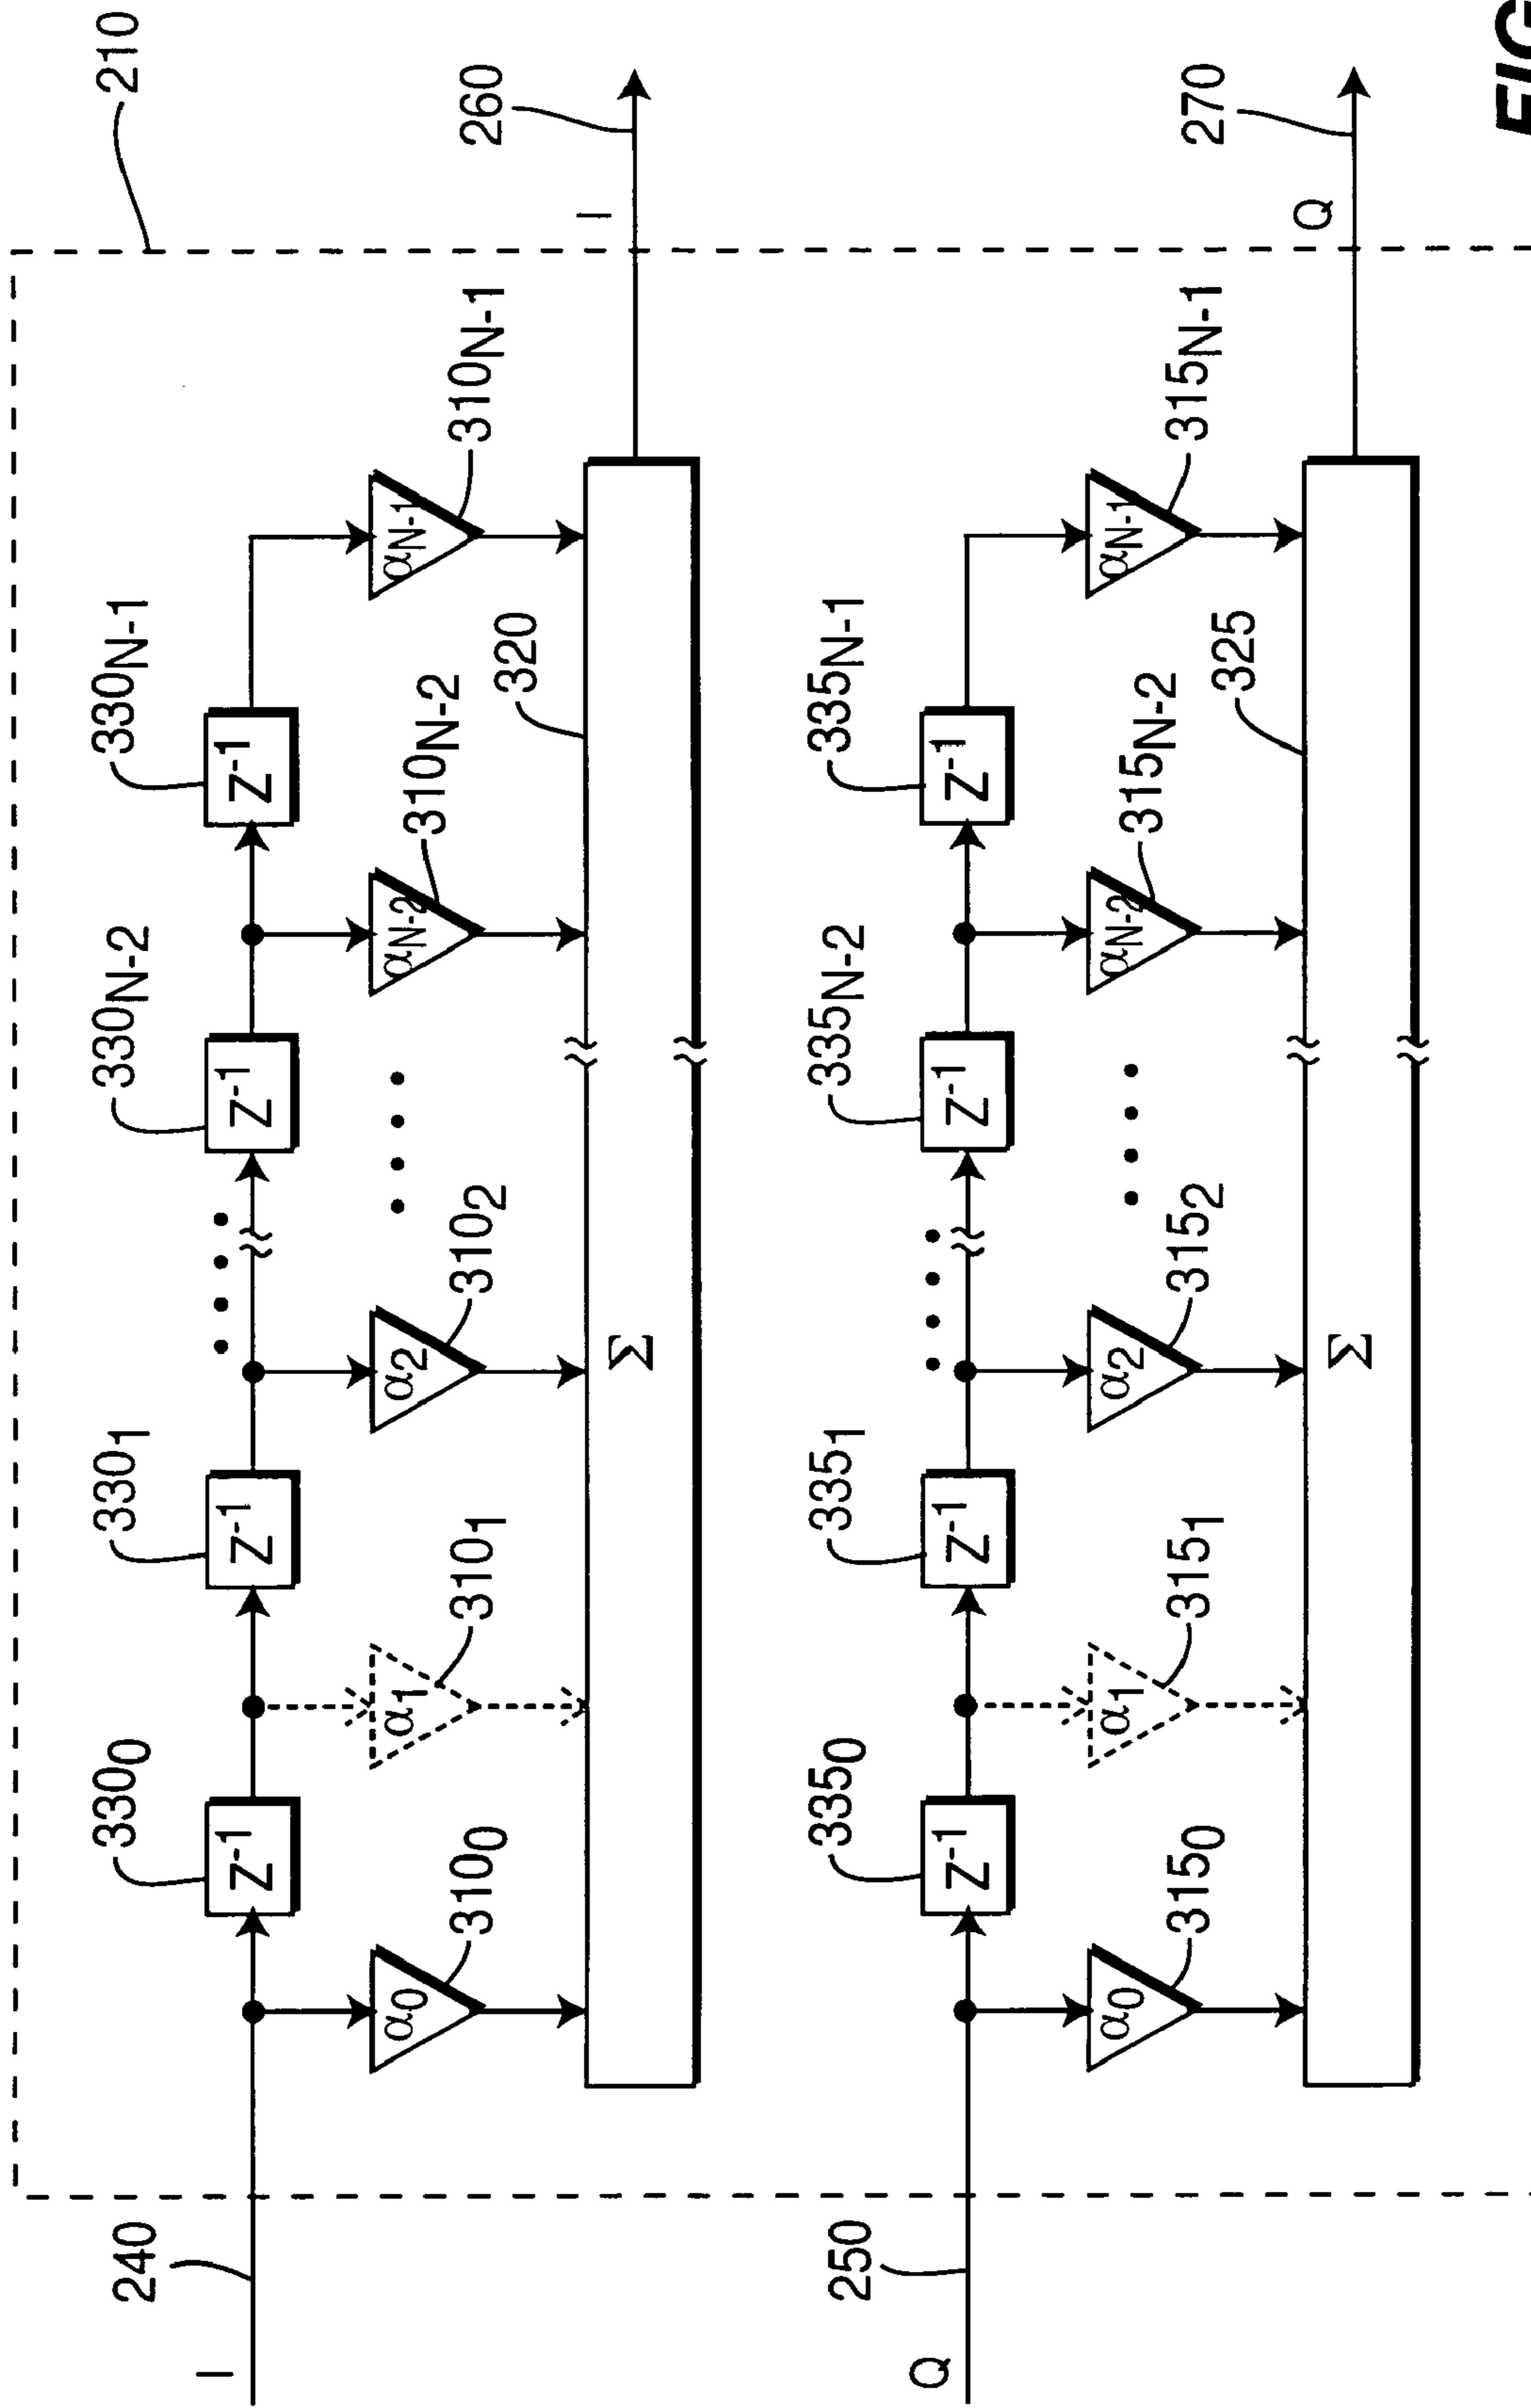 210
330₀
330₁
330N-2
330N-1
240
I
Z⁻¹
Z⁻¹
Z⁻¹
Z⁻¹
α₀
α₁
α₂
αN-2
αN-1
310₀
310₁
310₂
310N-2
310N-1
320
Σ
I
260
335₀
335₁
335N-2
335N-1
250
Q
Z⁻¹
Z⁻¹
Z⁻¹
Z⁻¹
α₀
α₁
α₂
αN-2
αN-1
315₀
315₁
315₂
315N-2
315N-1
325
Σ
Q
270
FIG